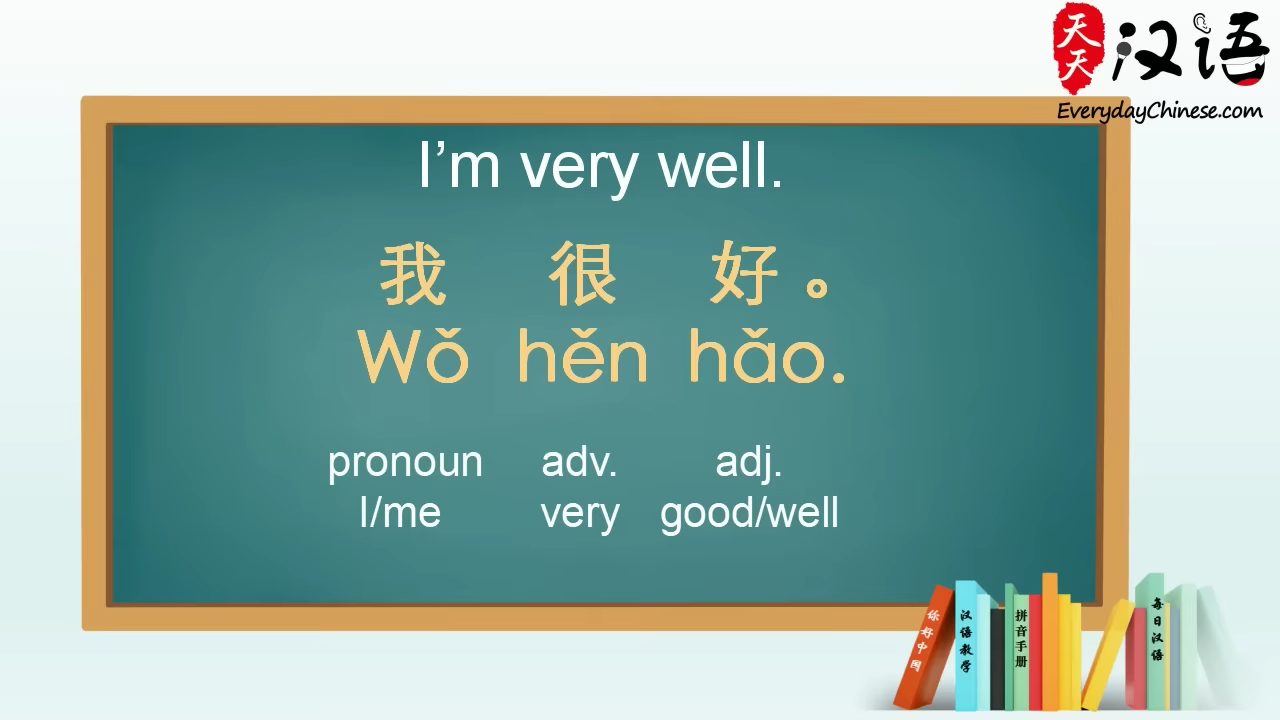 天天汉语
EverydayChinese.com
I’m very well.
我 很 好。
Wǒ hěn hǎo.
pronoun adv. adj.
I/me very good/well
你好中国
汉语教学
拼音手册
每日汉语